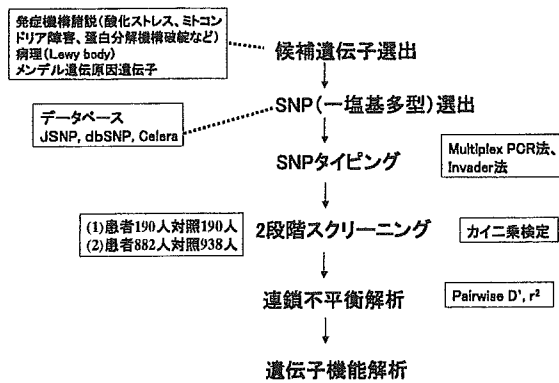 発症機構諸説(酸化ストレス、ミトコン
ドリア障害、蛋白分解機構破綻など)
病理(Lewy body)
メンデル遺伝原因遺伝子
候補遺伝子選出
データベース
JSNP, dbSNP, Celera
SNP(一塩基多型)選出
SNPタイピング
Multiplex PCR法、
Invader法
(1)患者190人対照190人
(2)患者882人対照938人
2段階スクリーニング
カイニ乗検定
連鎖不平衡解析
Pairwise D', r²
遺伝子機能解析